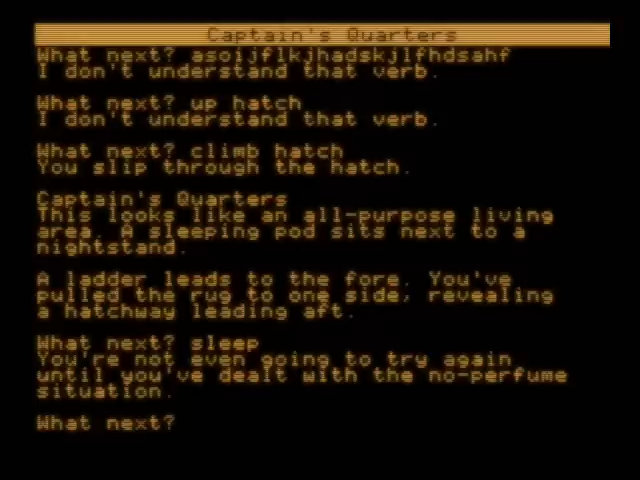 Captain's Quarters
What next? asoijflkjhadskjlfhdsahf
I don't understand that verb.
What next? up hatch
I don't understand that verb.
What next? climb hatch
You slip through the hatch.
Captain's Quarters
This looks like an all-purpose living
area. A sleeping pod sits next to a
nightstand.
A ladder leads to the fore. You've
pulled the rug to one side, revealing
a hatchway leading aft.
What next? sleep
You're not even going to try again
until you've dealt with the no-perfume
situation.
What next?